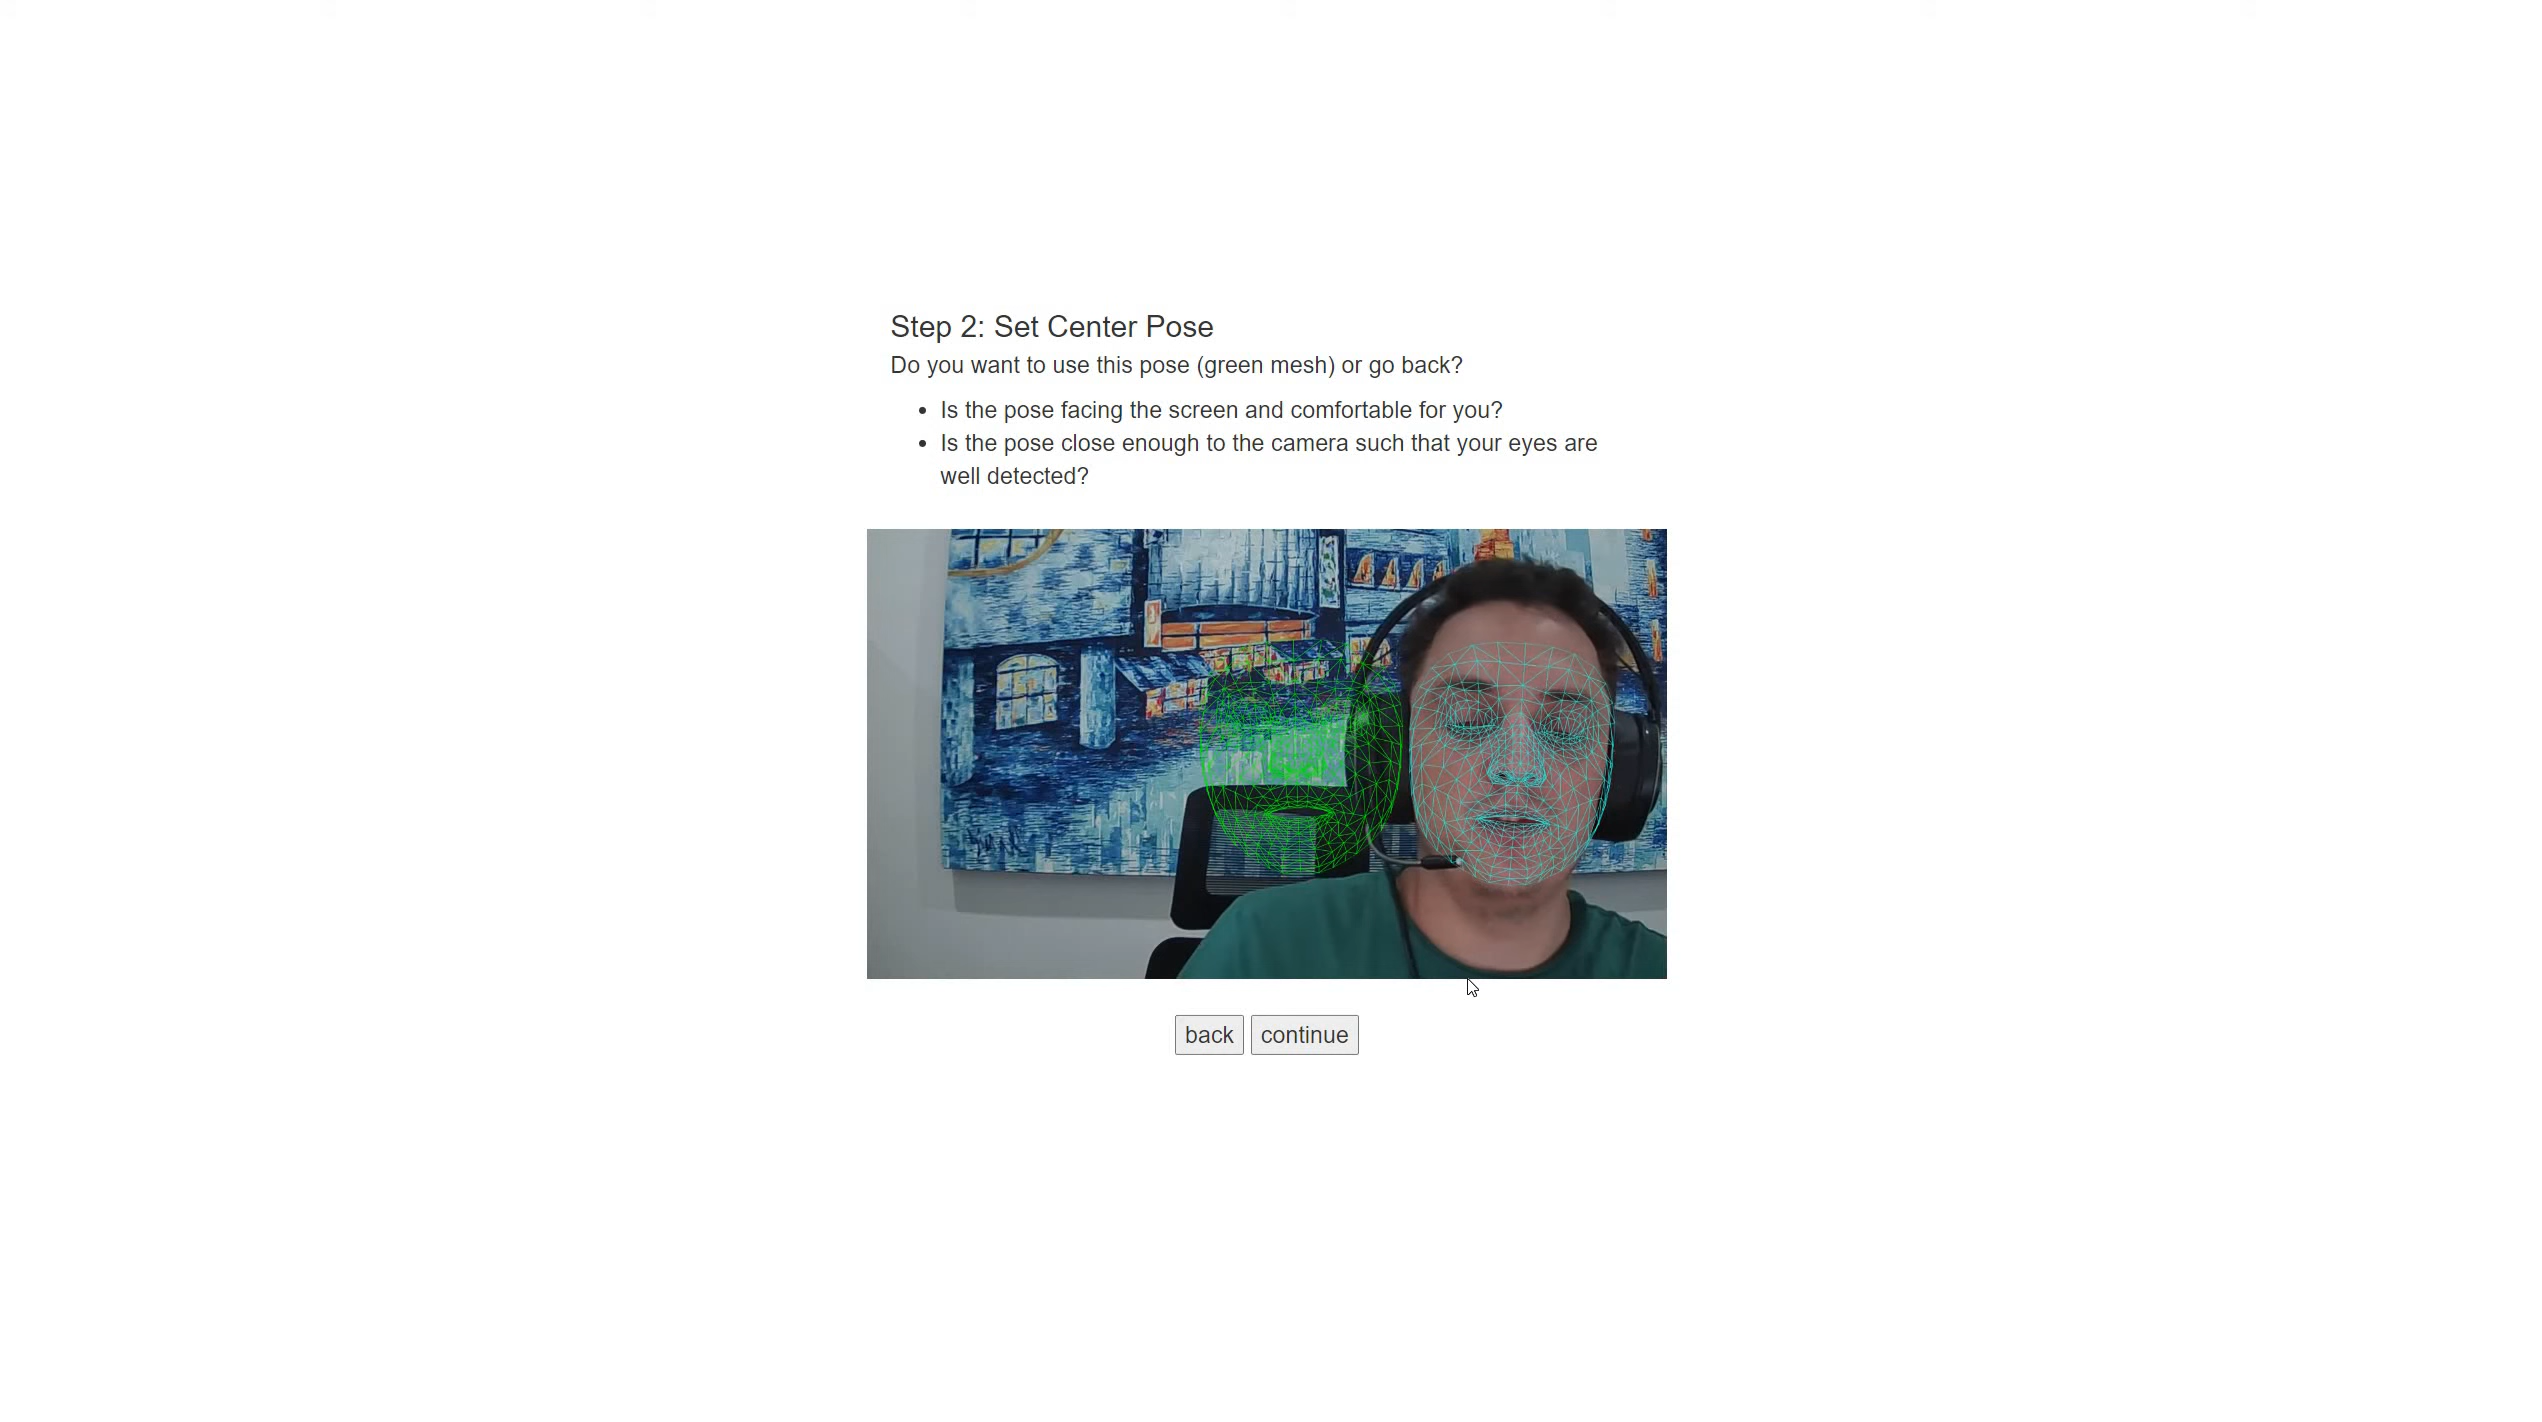 Step 2: Set Center Pose
Do you want to use this pose (green mesh) or go back?
Is the pose facing the screen and comfortable for you?
Is the pose close enough to the camera such that your eyes are
well detected?
back continue